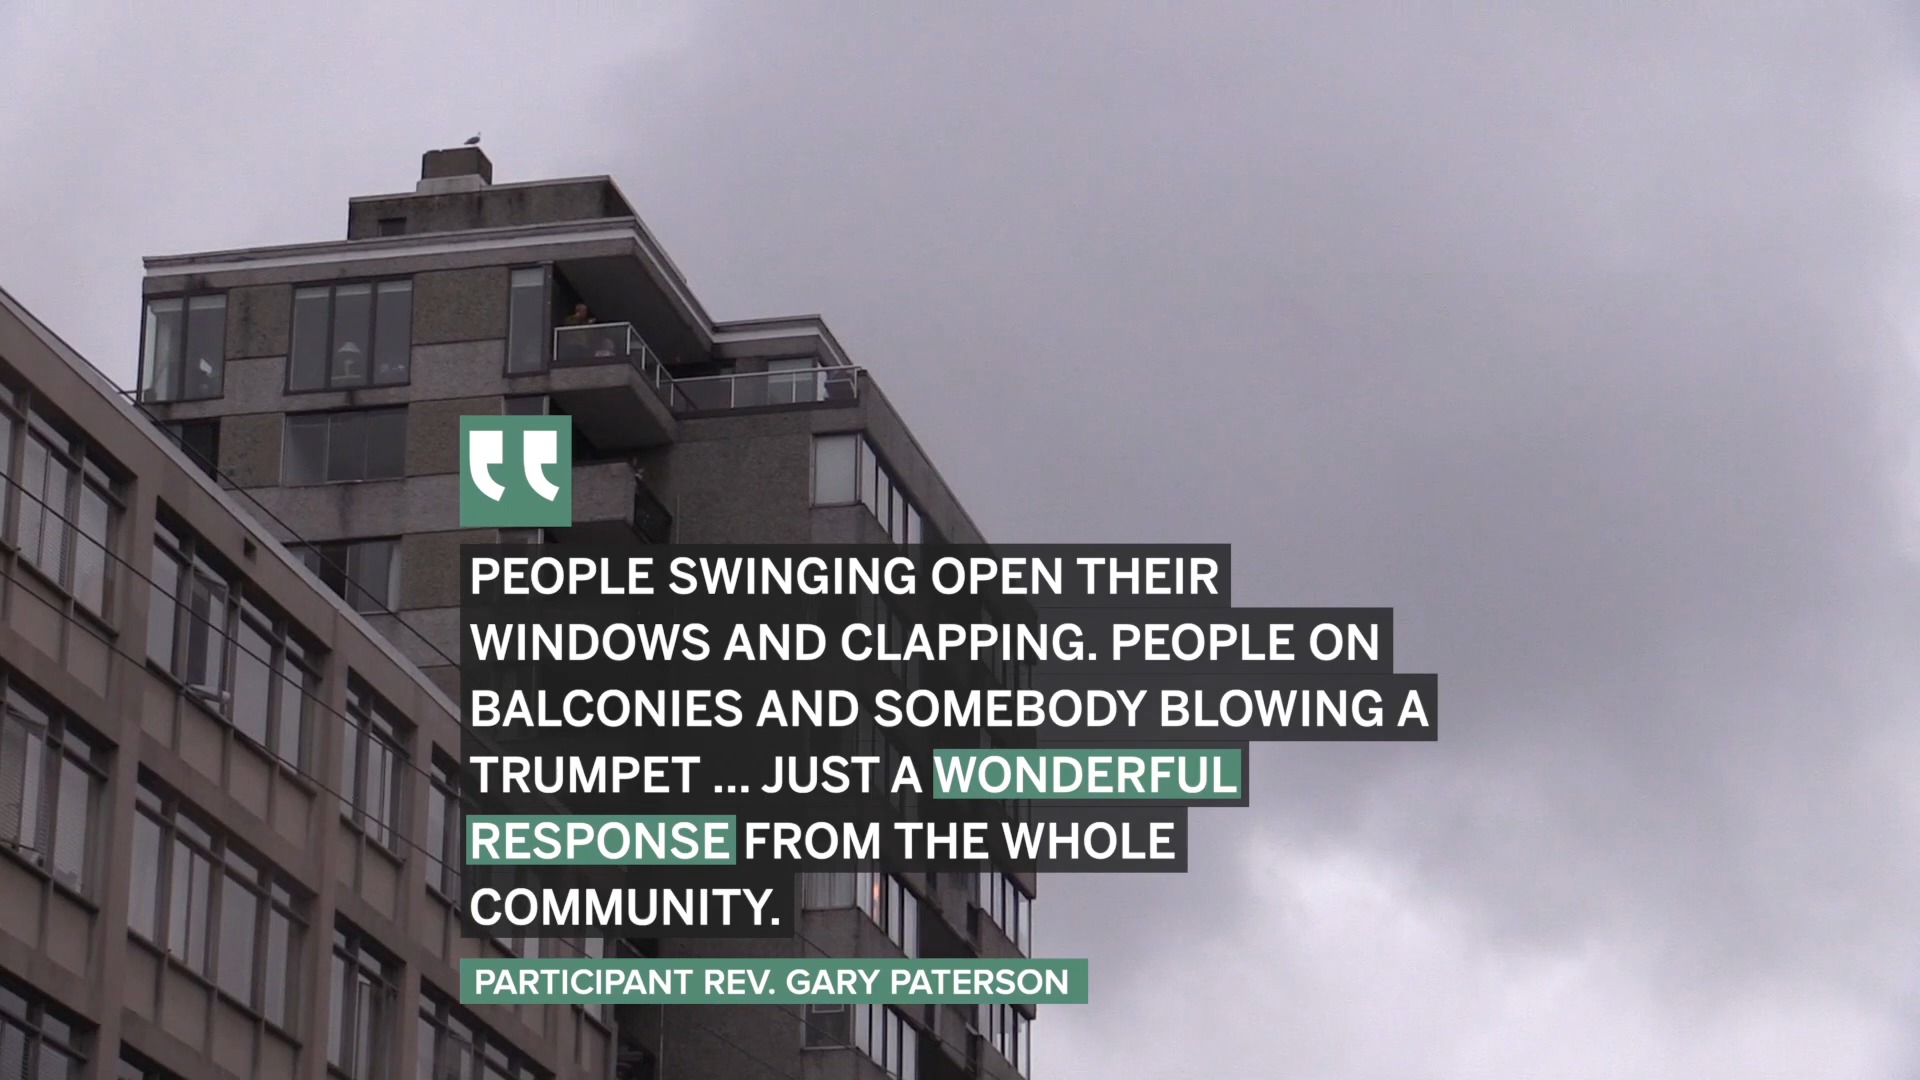 PEOPLE SWINGING OPEN THEIR
WINDOWS AND CLAPPING. PEOPLE ON
BALCONIES AND SOMEBODY BLOWING A
TRUMPET ... JUST A WONDERFUL
RESPONSE FROM THE WHOLE
COMMUNITY.
PARTICIPANT REV. GARY PATERSON